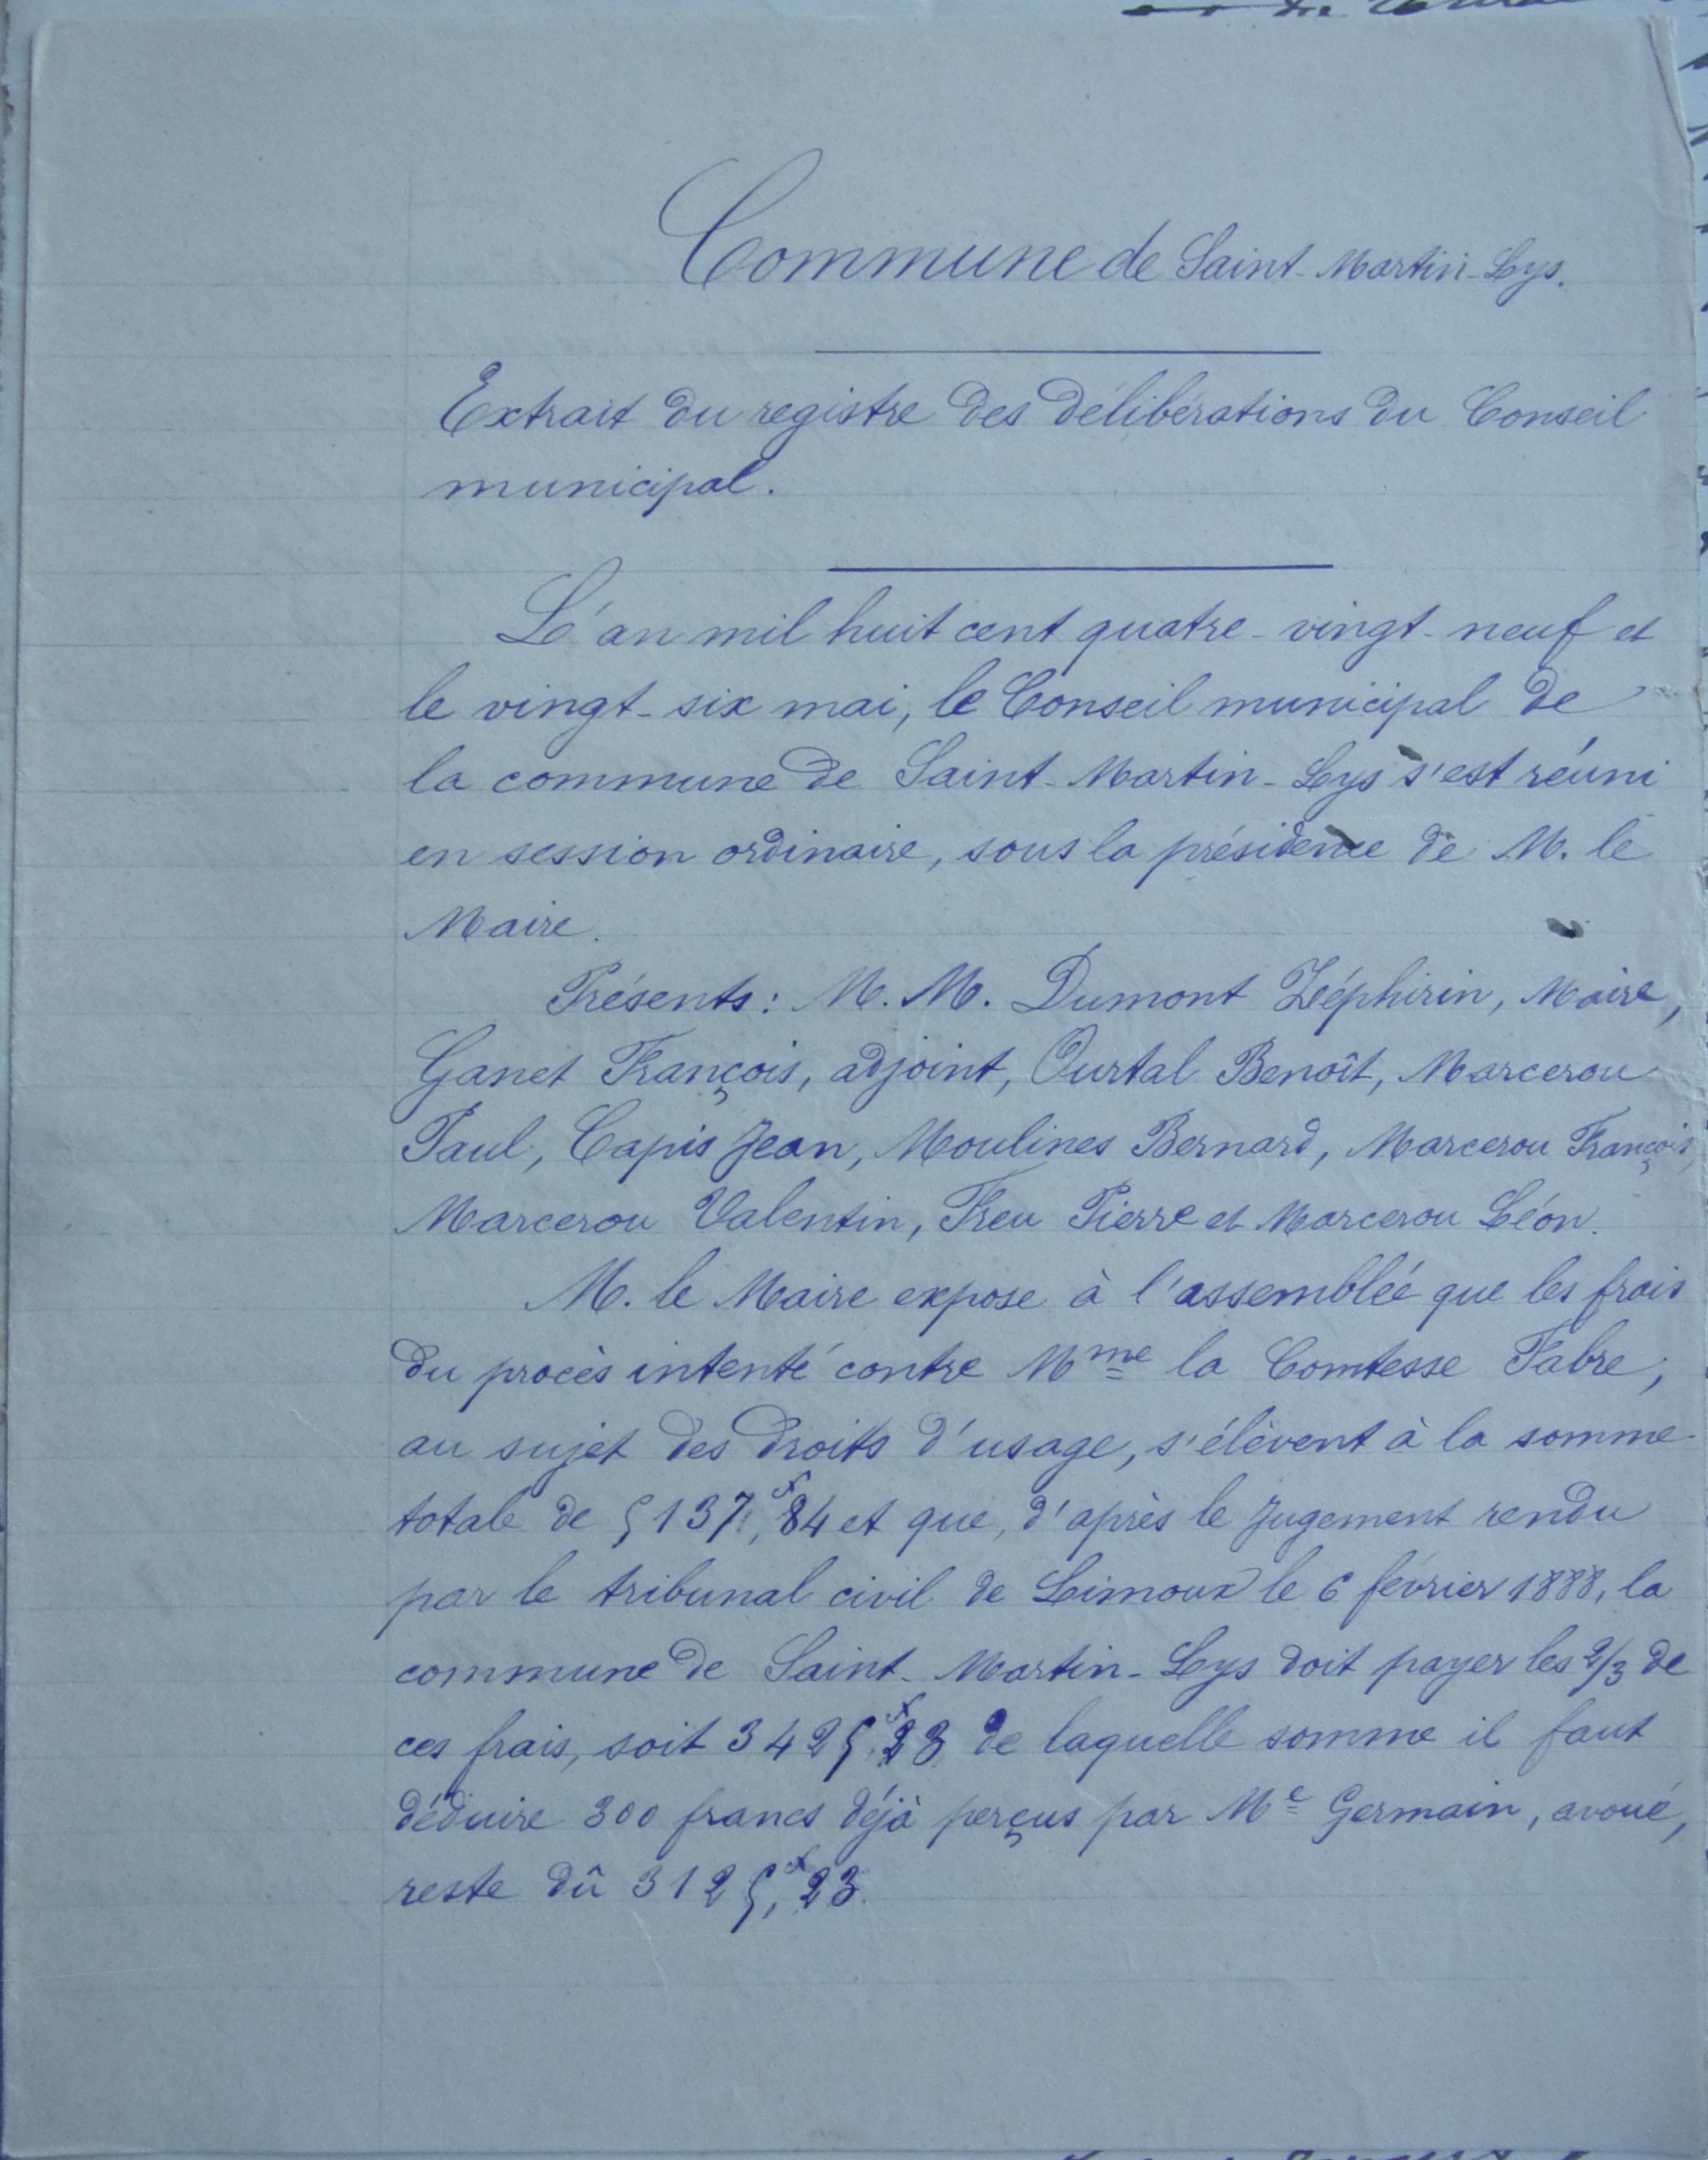 Commune de Saint-Martin-Lys.
Extrait du registre des délibérations du Conseil
municipal.
L'an mil huit cent quatre-vingt-neuf et
le vingt-six mai, le Conseil municipal de
la commune de Saint-Martin-Lys s'est réuni
en session ordinaire, sous la présidence de M. le
Maire.
Présents: M. M. Dumont Zéphirin, Maire,
Ganet François, adjoint, Ourtal Benoît, Marcerou
Paul, Capis Jean, Moulines Bernard, Marcerou François,
Marcerou Valentin, Freu Pierre et Marcerou Léon.
M. le Maire expose à l'assemblée que les frais
du procès intenté contre Mme la Comtesse Fabre,
au sujet des droits d'usage, s'élèvent à la somme
totale de 5137f,84 et que, d'après le jugement rendu
par le tribunal civil de Limoux le 6 février 1888, la
commune de Saint-Martin-Lys doit payer les 2/3 de
ces frais, soit 3425f,23 de laquelle somme il faut
déduire 300 francs déjà perçus par Me Germain, avoué,
reste dû 3125f,23.